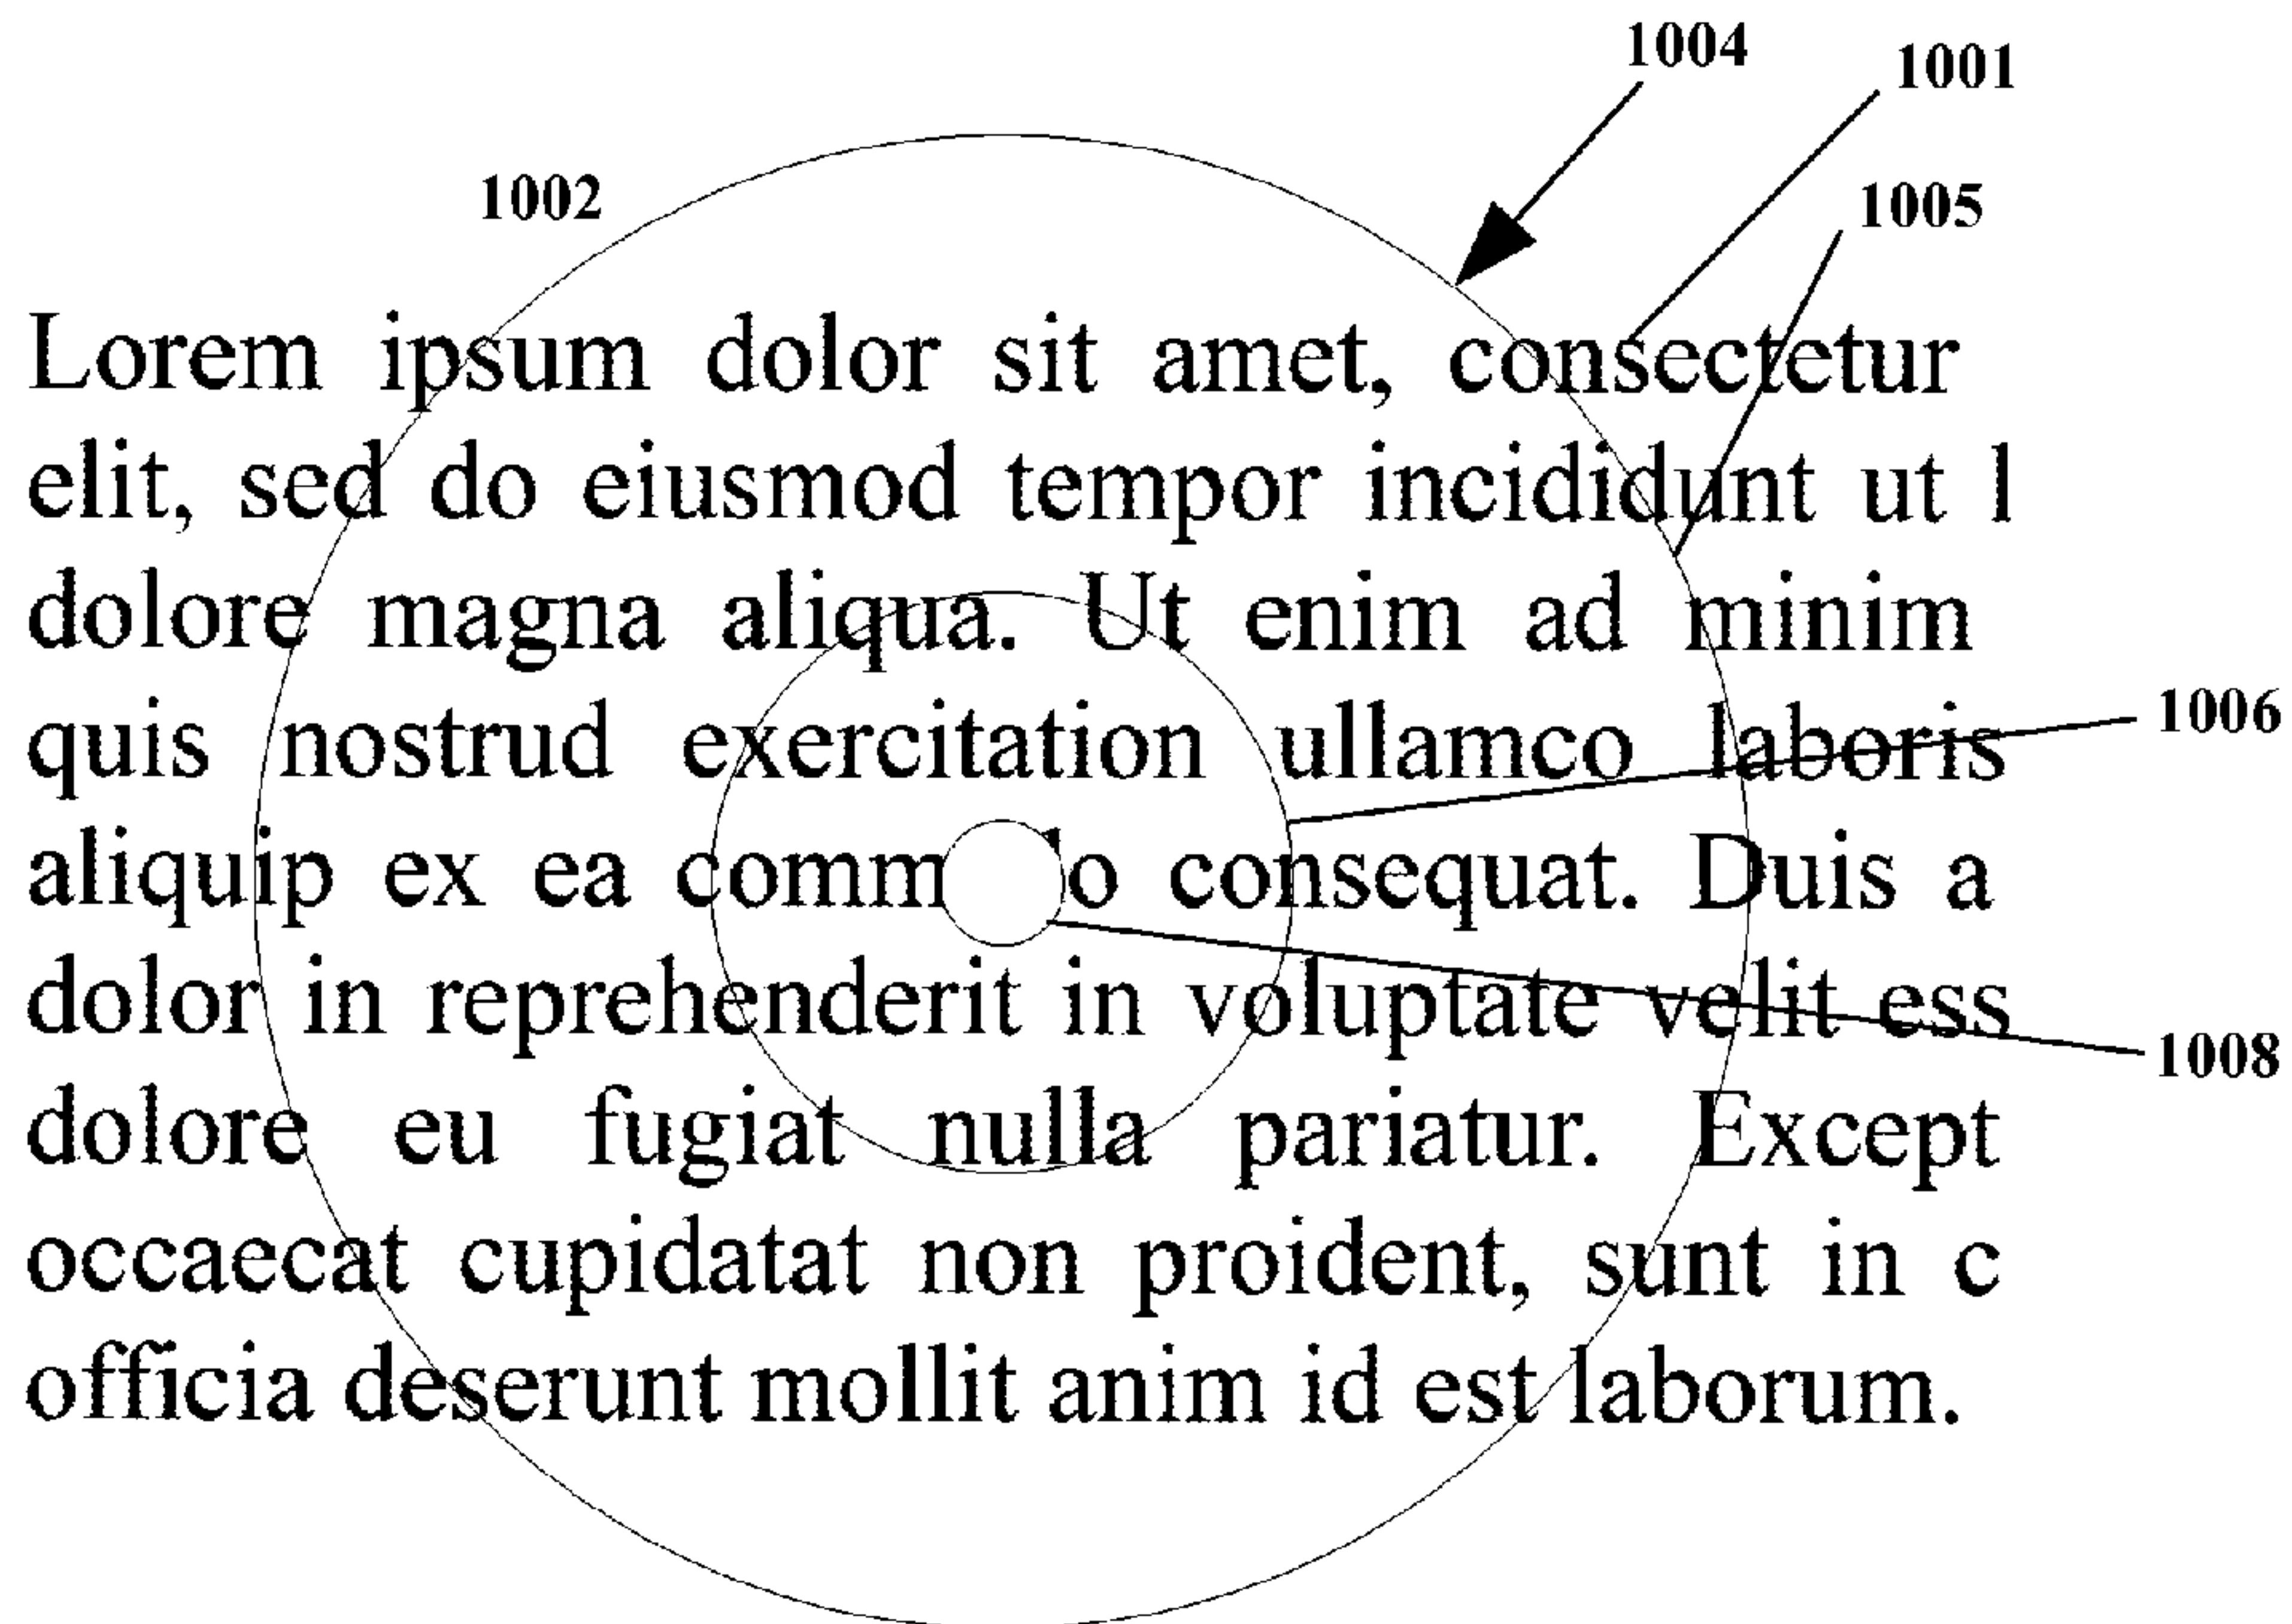 1004
1001
1002
1005
Lorem ipsum dolor sit amet, consectetur
elit, sed do eiusmod tempor incididunt ut l
dolore magna aliqua. Ut enim ad minim
quis nostrud exercitation ullamco laboris
1006
aliquip ex ea comm o consequat. Duis a
dolor in reprehenderit in voluptate velit ess
1008
dolore eu fugiat nulla pariatur. Except
occaecat cupidatat non proident, sunt in c
officia deserunt mollit anim id est laborum.